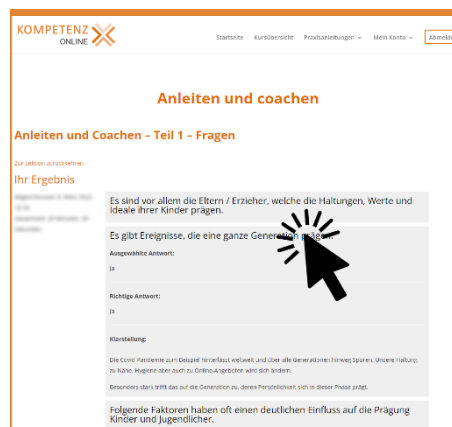 KOMPETENZ
ONLINE
Startseite Kursübersicht Praxisanleitungen Mein Konto Abmelden
Anleiten und coachen
Anleiten und Coachen – Teil 1 – Fragen
Zur Lektion zurückkehren
Ihr Ergebnis
Es sind vor allem die Eltern / Erzieher, welche die Haltungen, Werte und
Ideale ihrer Kinder prägen.
Es gibt Ereignisse, die eine ganze Generation prägen.
Ausgewählte Antwort:
Ja
Richtige Antwort:
Ja
Klarstellung:
Die Covid Pandemie zum Beispiel hinterlässt weltweit und über alle Generationen hinweg Spuren. Unsere Haltung
zu Nähe, Hygiene aber auch zu Online-Angeboten wird sich ändern.
Besonders stark trifft das auf die Generation zu, deren Persönlichkeit sich in dieser Phase prägt.
Folgende Faktoren haben oft einen deutlichen Einfluss auf die Prägung
Kinder und Jugendlicher.